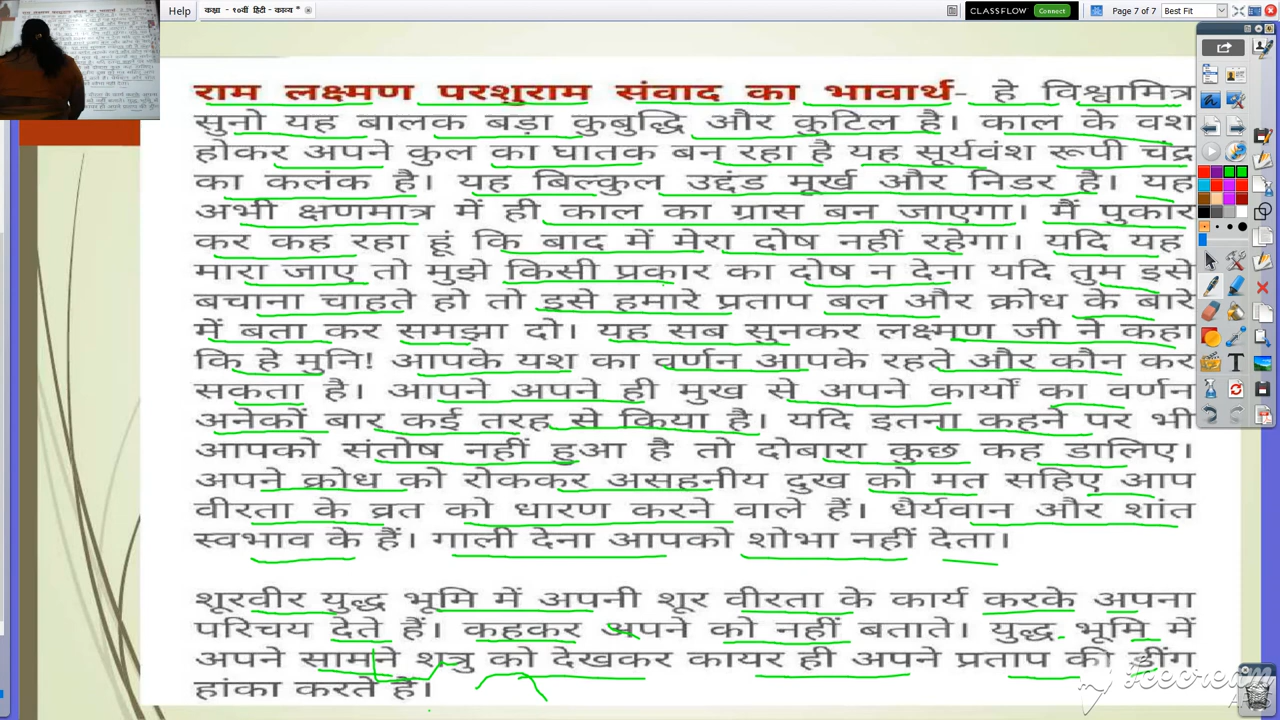 Help
कक्षा - १०वीं हिंदी - काव्य
CLASSFLOW Connect
Page 7 of 7
Best Fit
राम लक्ष्मण परशुराम संवाद का भावार्थ- हे विश्वामित्र
सुनो यह बालक बड़ा कुबुद्धि और कुटिल है। काल के वश
होकर अपने कुल का घातक बन रहा है यह सूर्यवंश रूपी चंद्र
का कलंक है। यह बिल्कुल उद्दंड मूर्ख और निडर है। यह
अभी क्षणमात्र में ही काल का ग्रास बन जाएगा। मैं पुकार
कर कह रहा हूं कि बाद में मेरा दोष नहीं रहेगा। यदि यह
मारा जाए तो मुझे किसी प्रकार का दोष न देना यदि तुम इसे
बचाना चाहते हो तो इसे हमारे प्रताप बल और क्रोध के बारे
में बता कर समझा दो। यह सब सुनकर लक्ष्मण जी ने कहा
कि हे मुनि! आपके यश का वर्णन आपके रहते और कौन कर
सकता है। आपने अपने ही मुख से अपने कार्यों का वर्णन
अनेकों बार कई तरह से किया है। यदि इतना कहने पर भी
आपको संतोष नहीं हुआ है तो दोबारा कुछ कह डालिए।
अपने क्रोध को रोककर असहनीय दुख को मत सहिए आप
वीरता के व्रत को धारण करने वाले हैं। धैर्यवान और शांत
स्वभाव के हैं। गाली देना आपको शोभा नहीं देता।
शूरवीर युद्ध भूमि में अपनी शूर वीरता के कार्य करके अपना
परिचय देते हैं। कहकर अपने को नहीं बताते। युद्ध भूमि में
अपने सामने शत्रु को देखकर कायर ही अपने प्रताप की डींग
हांका करते हैं।
Icecream
APPS